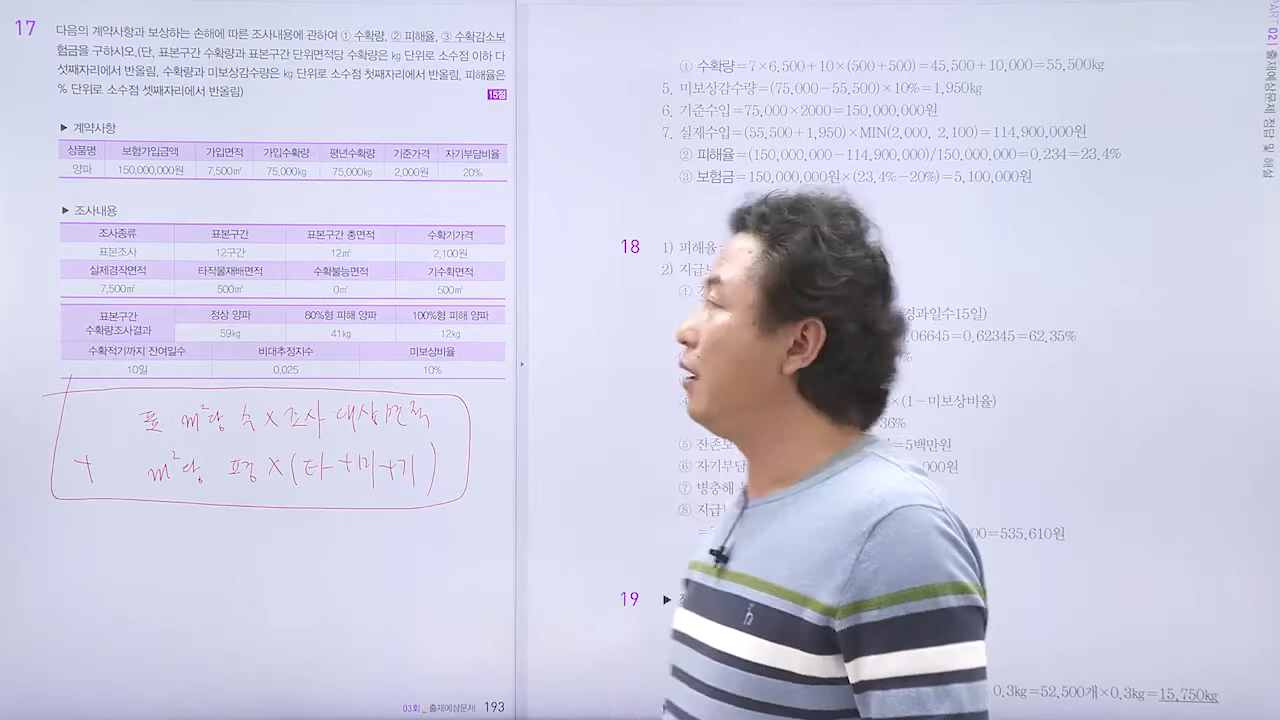 17 다음의 계약사항과 보상하는 손해에 따른 조사내용에 관하여 ① 수확량, ② 피해율, ③ 수확감소보
험금을 구하시오.(단, 표본구간 수확량과 표본구간 단위면적당 수확량은 kg 단위로 소수점 이하 다
섯째자리에서 반올림, 수확량과 미보상감수량은 kg 단위로 소수점 첫째자리에서 반올림, 피해율은
% 단위로 소수점 셋째자리에서 반올림)
15점
▶ 계약사항
상품명 보험가입금액 가입면적 가입수확량 평년수확량 기준가격 자기부담비율
양파 150,000,000원 7,500㎡ 75,000kg 75,000kg 2,000원 20%
▶ 조사내용
조사종류 표본구간 표본구간 총면적 수확기가격
표본조사 12구간 12㎡ 2,100원
실제경작면적 타작물재배면적 수확불능면적 기수확면적
7,500㎡ 500㎡ 0㎡ 500㎡
표본구간 정상 양파 80%형 피해 양파 100%형 피해 양파
수확량조사결과 59kg 41kg 12kg
수확적기까지 잔여일수 비대추정지수 미보상비율
10일 0.025 10%
표 m²당 수×조사 대상면적
+ m²당 평×(타+미+기)
03회 _ 출제예상문제 193
① 수확량=7×6,500+10×(500+500)=45,500+10,000=55,500kg
5. 미보상감수량=(75,000-55,500)×10%=1,950kg
6. 기준수입=75,000×2000=150,000,000원
7. 실제수입=(55,500+1,950)×MIN(2,000, 2,100)=114,900,000원
② 피해율=(150,000,000-114,900,000)/150,000,000=0.234=23.4%
③ 보험금=150,000,000원×(23.4%-20%)=5,100,000원
18 1) 피해율=
2)
①
경과일수15일)
.06645=0.62345=62.35%
%
×(1-미보상비율)
36%
⑤ =5백만원
⑥ 자기부담 000원
⑦ 병충해
⑧
00=535,610원
19 ▶
0.3kg=52,500개×0.3kg=15,750kg
PART 02 | 출제예상문제 정답 및 해설